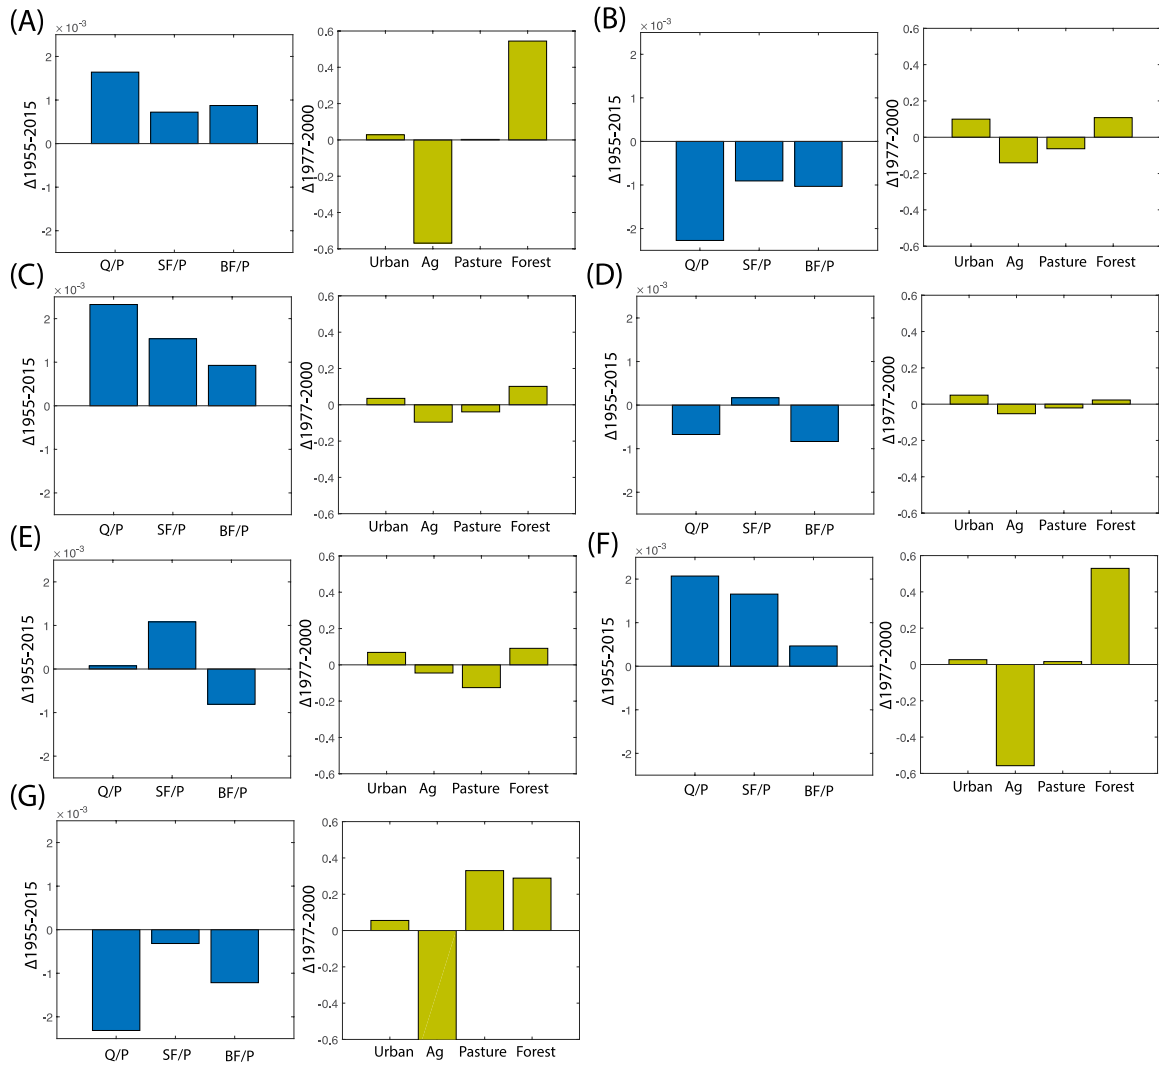 (A)
× 10⁻³
2
1
0
-1
-2
Δ1955-2015
Q/P SF/P BF/P
0.6
0.4
0.2
0
-0.2
-0.4
-0.6
Δ1977-2000
Urban Ag Pasture Forest
(B)
× 10⁻³
2
1
0
-1
-2
Δ1955-2015
Q/P SF/P BF/P
0.6
0.4
0.2
0
-0.2
-0.4
-0.6
Δ1977-2000
Urban Ag Pasture Forest
(C)
× 10⁻³
2
1
0
-1
-2
Δ1955-2015
Q/P SF/P BF/P
0.6
0.4
0.2
0
-0.2
-0.4
-0.6
Δ1977-2000
Urban Ag Pasture Forest
(D)
× 10⁻³
2
1
0
-1
-2
Δ1955-2015
Q/P SF/P BF/P
0.6
0.4
0.2
0
-0.2
-0.4
-0.6
Δ1977-2000
Urban Ag Pasture Forest
(E)
× 10⁻³
2
1
0
-1
-2
Δ1955-2015
Q/P SF/P BF/P
0.6
0.4
0.2
0
-0.2
-0.4
-0.6
Δ1977-2000
Urban Ag Pasture Forest
(F)
× 10⁻³
2
1
0
-1
-2
Δ1955-2015
Q/P SF/P BF/P
0.6
0.4
0.2
0
-0.2
-0.4
-0.6
Δ1977-2000
Urban Ag Pasture Forest
(G)
× 10⁻³
2
1
0
-1
-2
Δ1955-2015
Q/P SF/P BF/P
0.6
0.4
0.2
0
-0.2
-0.4
-0.6
Δ1977-2000
Urban Ag Pasture Forest